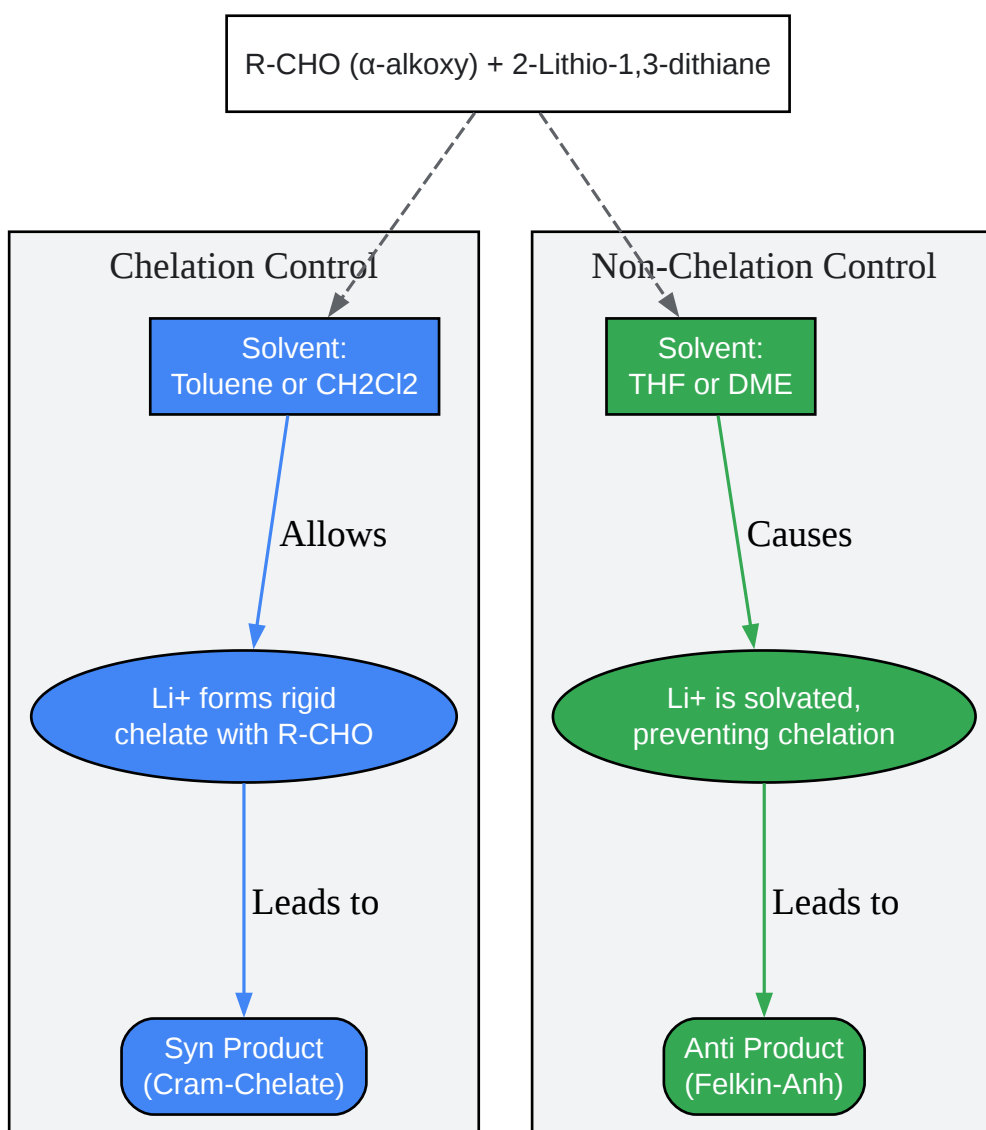 R-CHO (α-alkoxy) + 2-Lithio-1,3-dithiane
Chelation Control
Solvent:
Toluene or CH2Cl2
Allows
Li+ forms rigid
chelate with R-CHO
Leads to
Syn Product
(Cram-Chelate)
Non-Chelation Control
Solvent:
THF or DME
Causes
Li+ is solvated,
preventing chelation
Leads to
Anti Product
(Felkin-Anh)